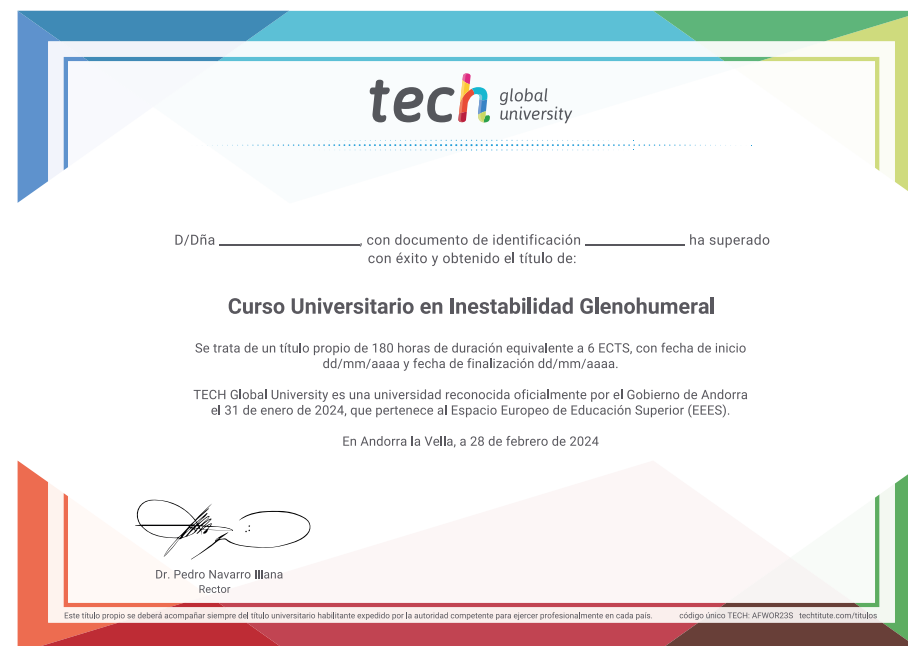 tech global university
D/Dña ____________________, con documento de identificación ______________ ha superado
con éxito y obtenido el título de:
Curso Universitario en Inestabilidad Glenohumeral
Se trata de un título propio de 180 horas de duración equivalente a 6 ECTS, con fecha de inicio
dd/mm/aaaa y fecha de finalización dd/mm/aaaa.
TECH Global University es una universidad reconocida oficialmente por el Gobierno de Andorra
el 31 de enero de 2024, que pertenece al Espacio Europeo de Educación Superior (EEES).
En Andorra la Vella, a 28 de febrero de 2024
Dr. Pedro Navarro Illana
Rector
Este título propio se deberá acompañar siempre del título universitario habilitante expedido por la autoridad competente para ejercer profesionalmente en cada país. código único TECH: AFWOR23S techtitute.com/titulos